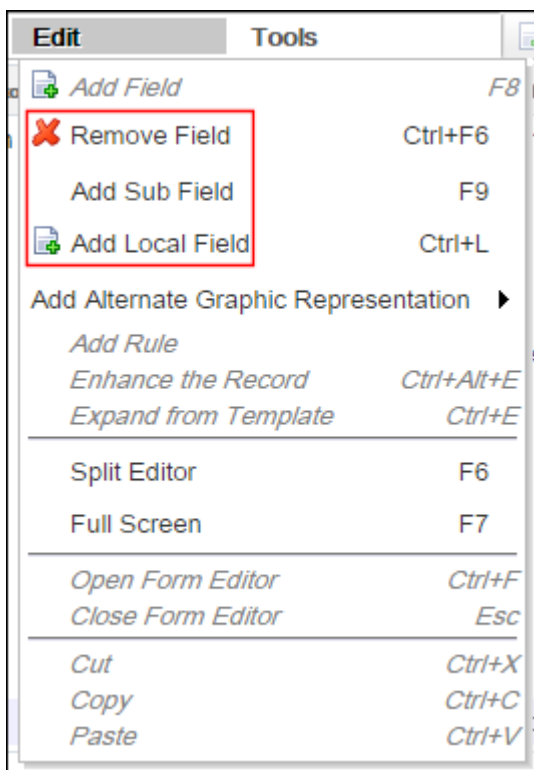 Edit Tools
Add Field F8
Remove Field Ctrl+F6
Add Sub Field F9
Add Local Field Ctrl+L
Add Alternate Graphic Representation
Add Rule
Enhance the Record Ctrl+Alt+E
Expand from Template Ctrl+E
Split Editor F6
Full Screen F7
Open Form Editor Ctrl+F
Close Form Editor Esc
Cut Ctrl+X
Copy Ctrl+C
Paste Ctrl+V